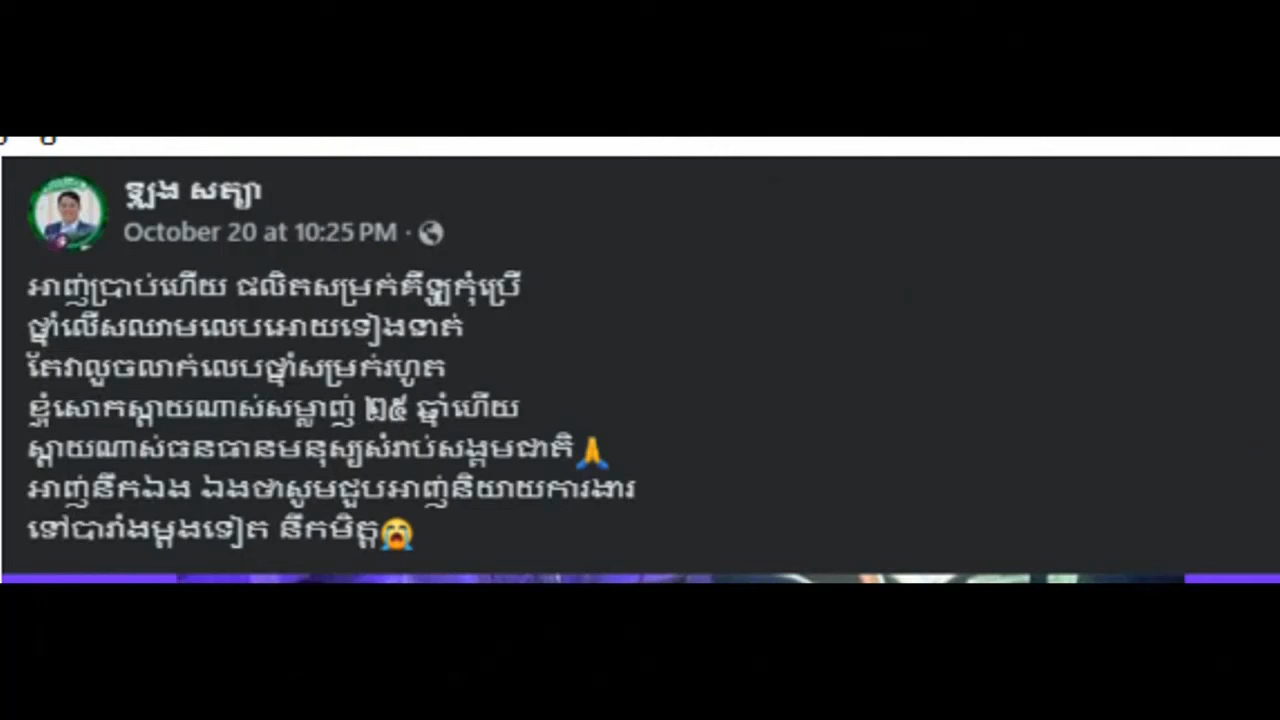 ឡុង សត្យា
October 20 at 10:25 PM ·
អាញ់ប្រាប់ហើយ ផលិតសម្រក់គីឡូកុំប្រើ
ថ្នាំលើសឈាមលេបអោយទៀងទាត់
តែវាលួចលាក់លេបថ្នាំសម្រក់រហូត
ខ្ញុំសោកស្ដាយណាស់សម្លាញ់ ២៥ ឆ្នាំហើយ
ស្ដាយណាស់ធនធានមនុស្សសំរាប់សង្គមជាតិ🙏
អាញ់នឹកឯង ឯងថាសូមជួបអាញ់និយាយការងារ
ទៅបារាំងម្ដងទៀត នឹកមិត្ត😭